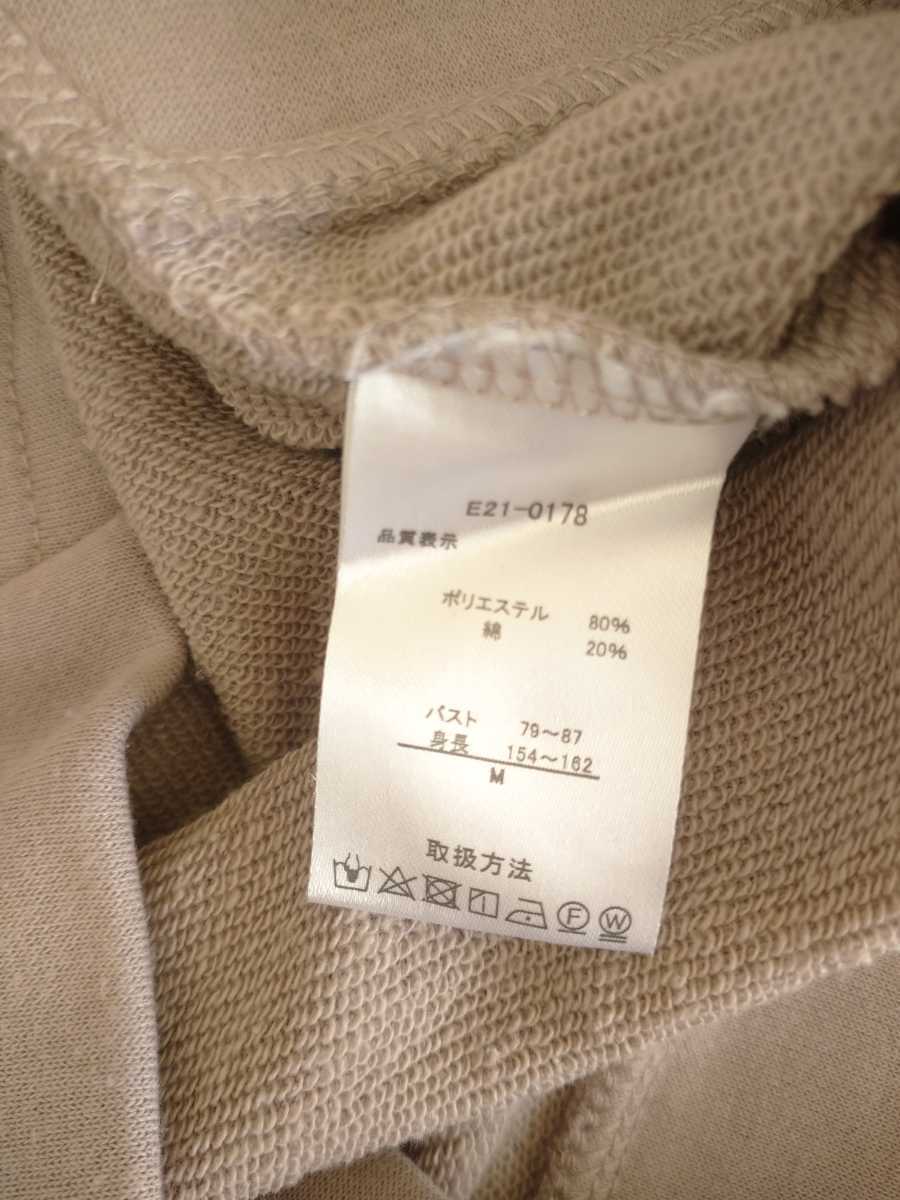 E21-0178
品質表示
ポリエステル 80%
綿 20%
バスト 79～87
身長 154～162
M
取扱方法
F W